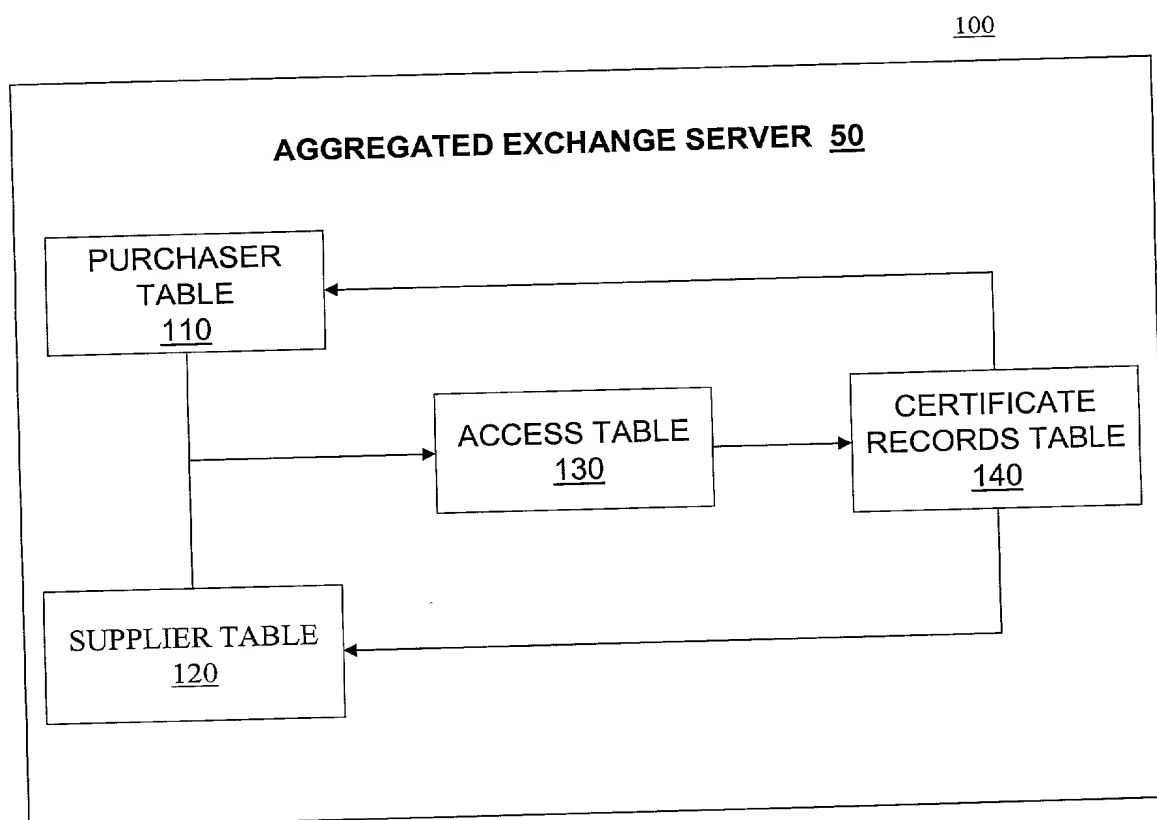 100
AGGREGATED EXCHANGE SERVER 50
PURCHASER
TABLE
110
ACCESS TABLE
130
CERTIFICATE
RECORDS TABLE
140
SUPPLIER TABLE
120